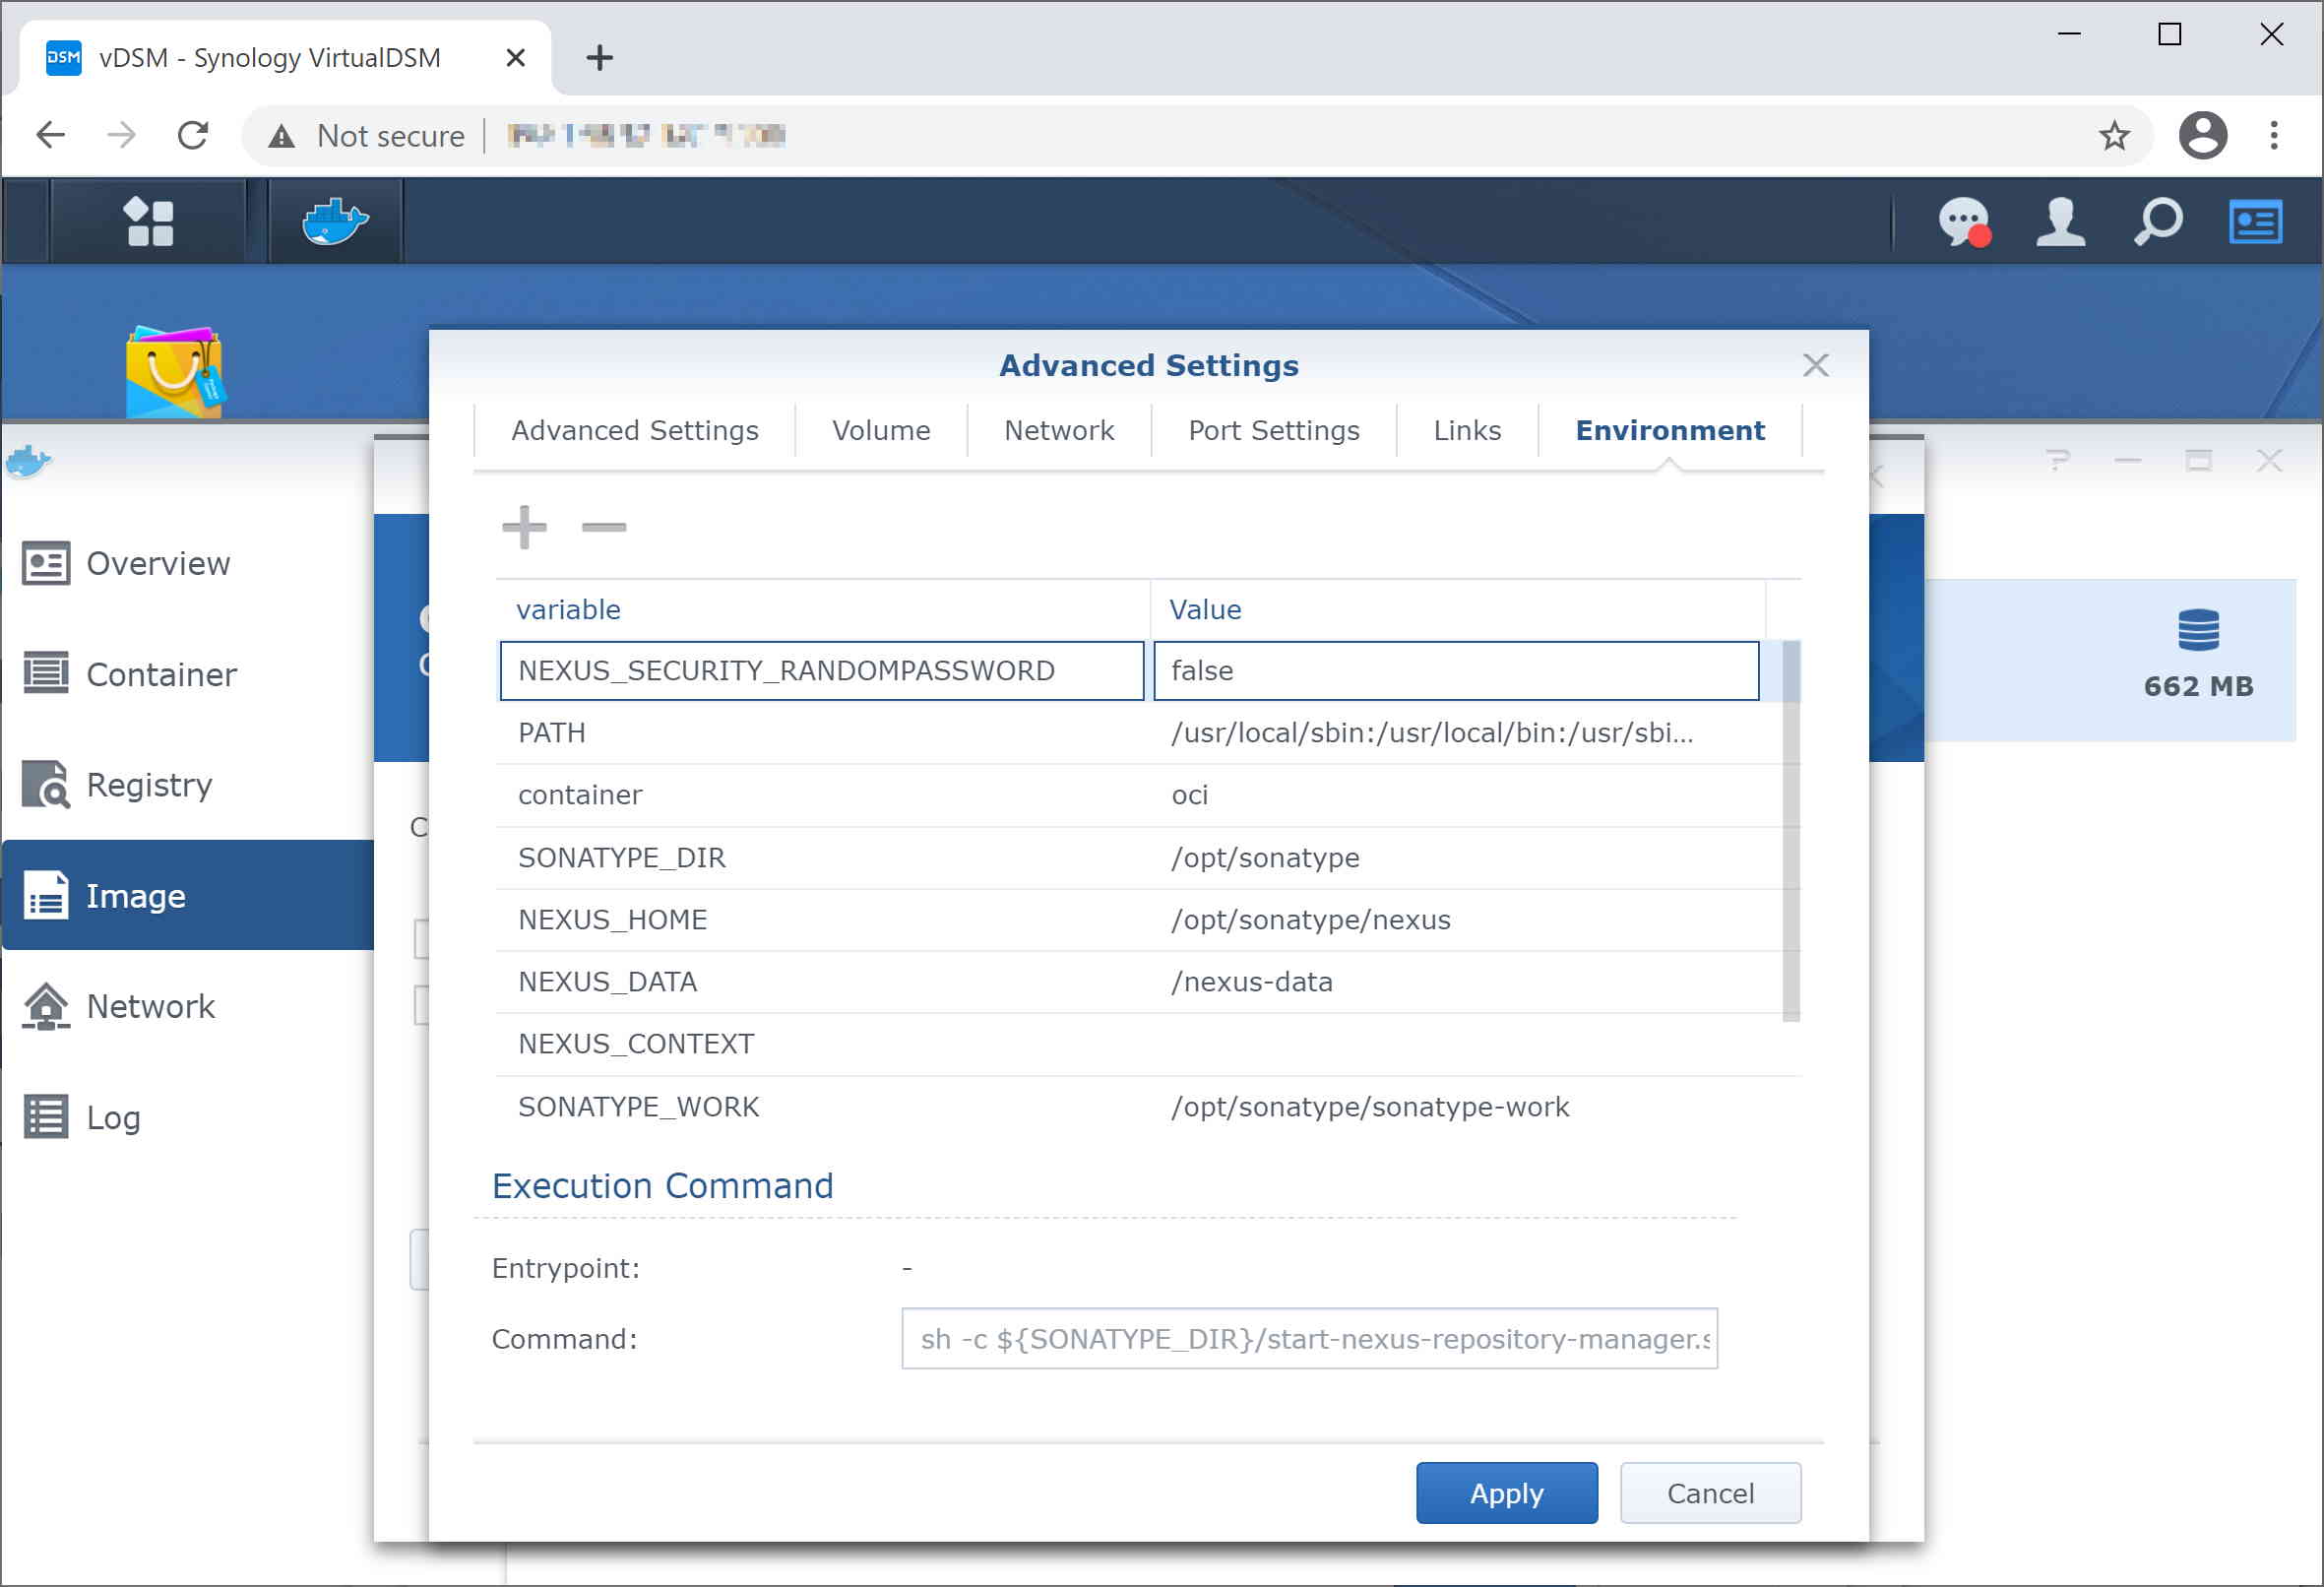 DSM vDSM - Synology VirtualDSM
Not secure
Advanced Settings
Advanced Settings Volume Network Port Settings Links Environment
Overview
variable Value
NEXUS_SECURITY_RANDOMPASSWORD false
Container
662 MB
PATH /usr/local/sbin:/usr/local/bin:/usr/sbi...
Registry
container oci
SONATYPE_DIR /opt/sonatype
Image
NEXUS_HOME /opt/sonatype/nexus
NEXUS_DATA /nexus-data
Network
NEXUS_CONTEXT
Log
SONATYPE_WORK /opt/sonatype/sonatype-work
Execution Command
Entrypoint: -
Command: sh -c ${SONATYPE_DIR}/start-nexus-repository-manager.s
Apply Cancel